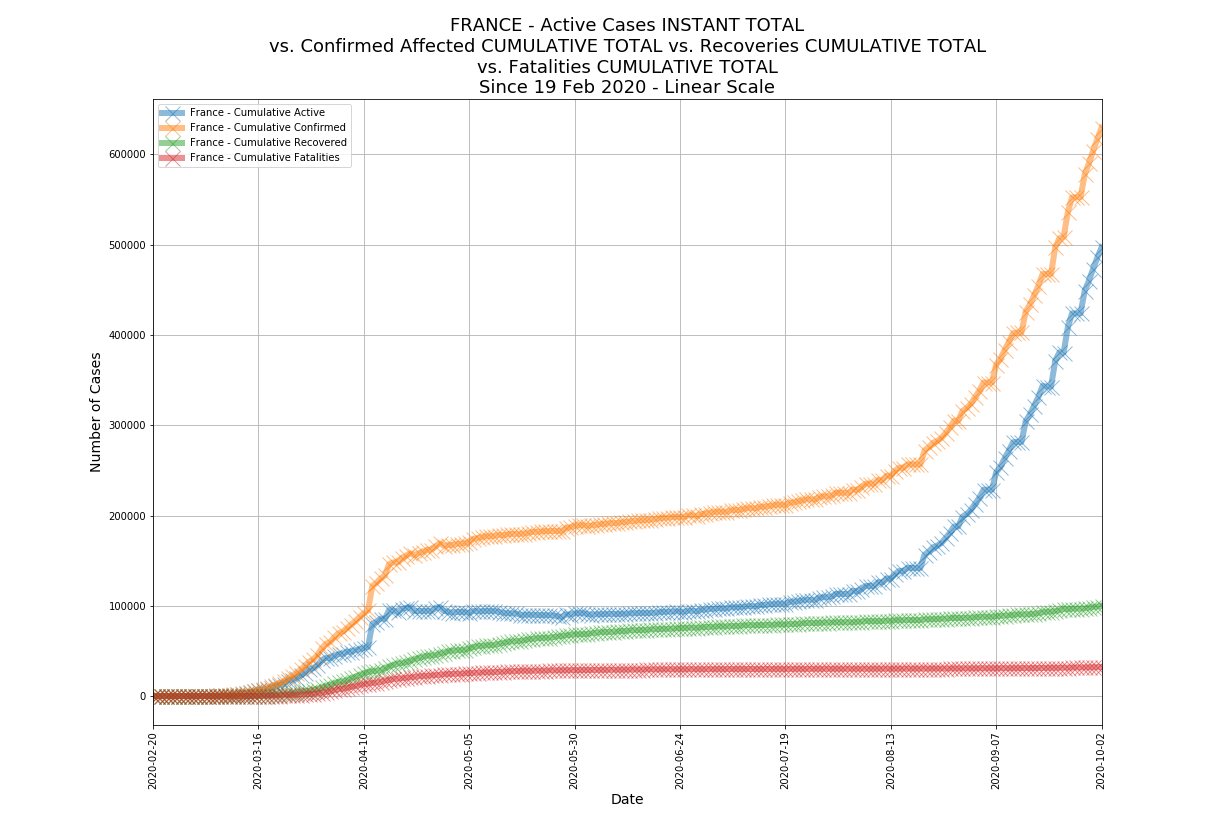 FRANCE - Active Cases INSTANT TOTAL
vs. Confirmed Affected CUMULATIVE TOTAL vs. Recoveries CUMULATIVE TOTAL
vs. Fatalities CUMULATIVE TOTAL
Since 19 Feb 2020 - Linear Scale
France - Cumulative Active
France - Cumulative Confirmed
France - Cumulative Recovered
France - Cumulative Fatalities
Number of Cases
600000
500000
400000
300000
200000
100000
0
2020-02-20
2020-03-16
2020-04-10
2020-05-05
2020-05-30
2020-06-24
2020-07-19
2020-08-13
2020-09-07
2020-10-02
Date